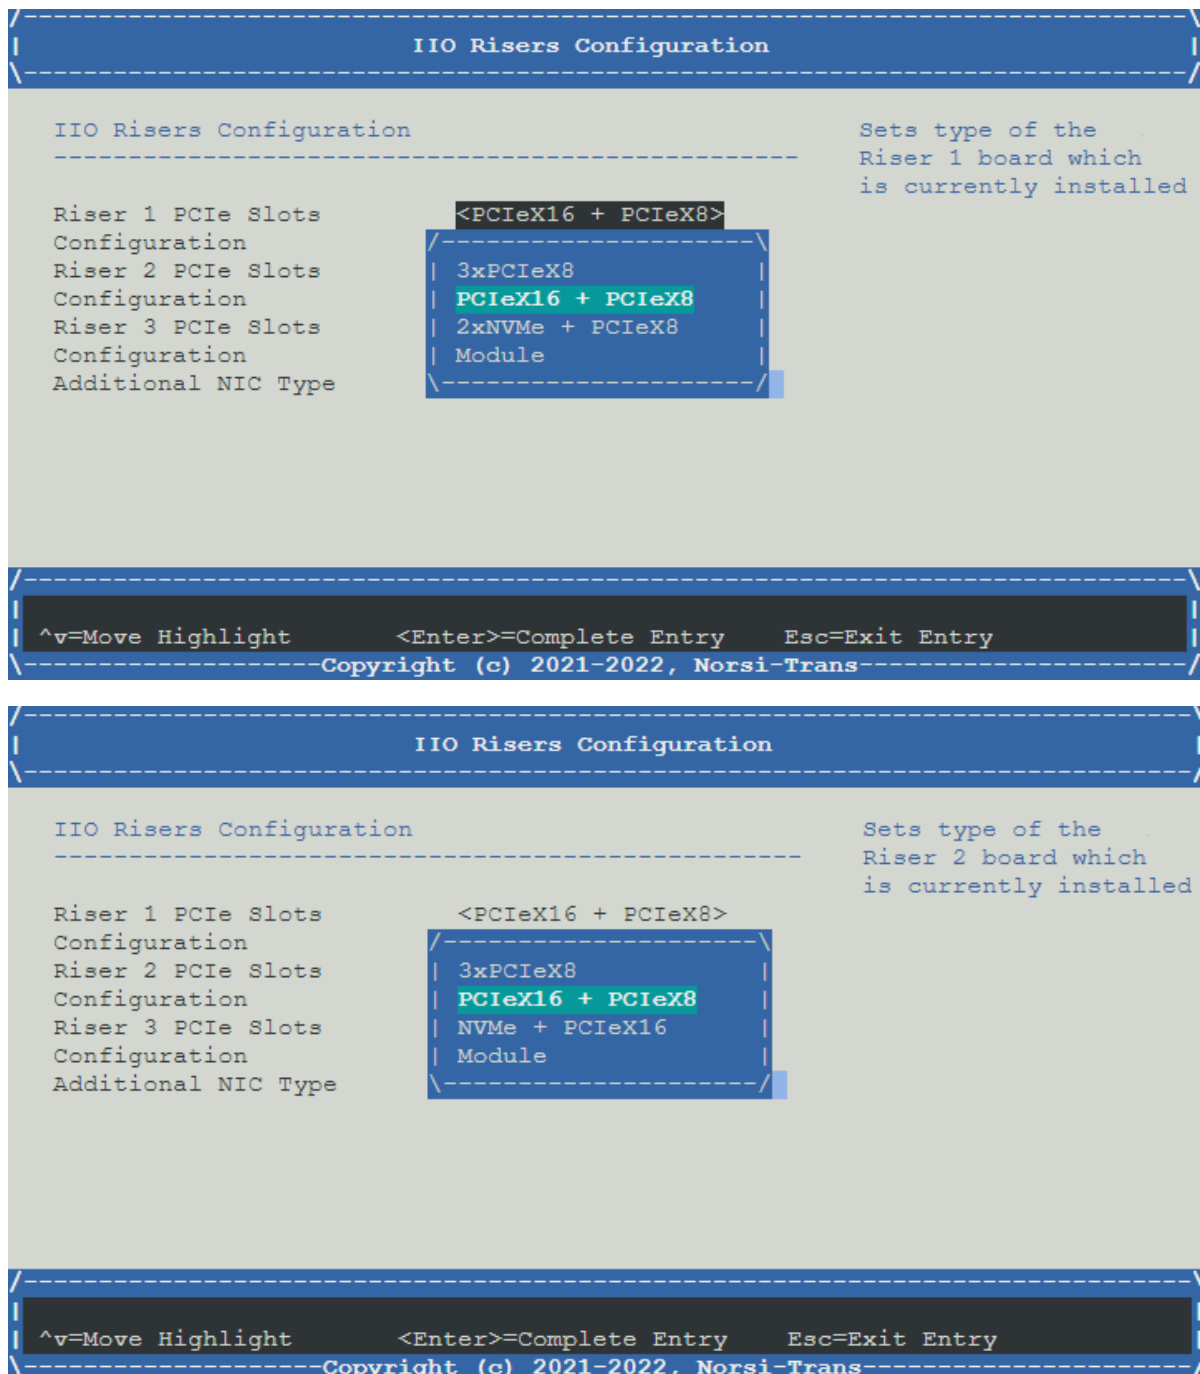 /------------------------------------------------------------------------------\
| IIO Risers Configuration |
\------------------------------------------------------------------------------/
IIO Risers Configuration Sets type of the
-------------------------------------------------- Riser 1 board which
is currently installed
Riser 1 PCIe Slots <PCIeX16 + PCIeX8>
Configuration /---------------------\
Riser 2 PCIe Slots | 3xPCIeX8 |
Configuration | PCIeX16 + PCIeX8 |
Riser 3 PCIe Slots | 2xNVMe + PCIeX8 |
Configuration | Module |
Additional NIC Type \---------------------/
/------------------------------------------------------------------------------\
| |
| ^v=Move Highlight <Enter>=Complete Entry Esc=Exit Entry |
\--------------------Copyright (c) 2021-2022, Norsi-Trans----------------------/
/------------------------------------------------------------------------------\
| IIO Risers Configuration |
\------------------------------------------------------------------------------/
IIO Risers Configuration Sets type of the
-------------------------------------------------- Riser 2 board which
is currently installed
Riser 1 PCIe Slots <PCIeX16 + PCIeX8>
Configuration /---------------------\
Riser 2 PCIe Slots | 3xPCIeX8 |
Configuration | PCIeX16 + PCIeX8 |
Riser 3 PCIe Slots | NVMe + PCIeX16 |
Configuration | Module |
Additional NIC Type \---------------------/
/------------------------------------------------------------------------------\
| |
| ^v=Move Highlight <Enter>=Complete Entry Esc=Exit Entry |
\--------------------Copyright (c) 2021-2022, Norsi-Trans----------------------/